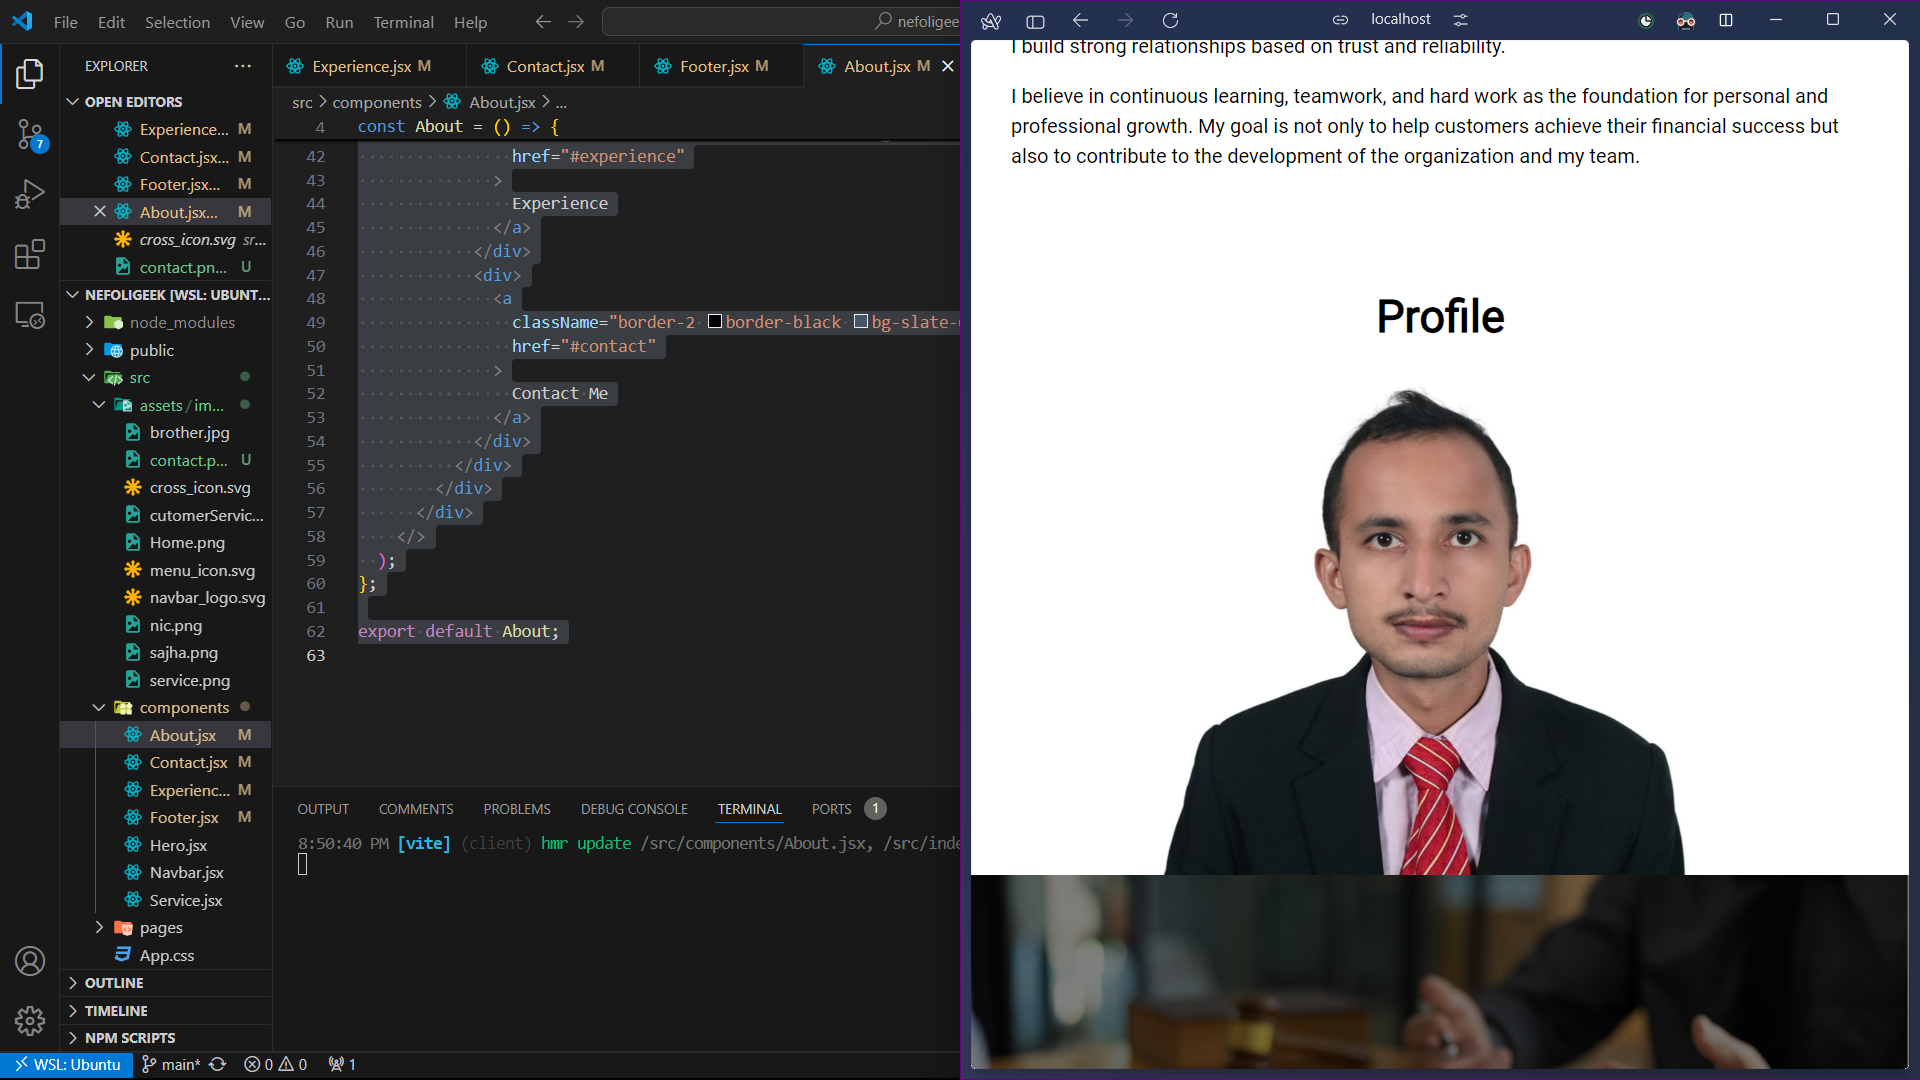 File Edit Selection View Go Run Terminal Help
nefoligee
localhost
EXPLORER
OPEN EDITORS
Experience... M
Contact.jsx... M
Footer.jsx... M
About.jsx... M
cross_icon.svg sr...
contact.pn... U
NEFOLIGEEK [WSL: UBUNT...
node_modules
public
src
assets/im...
brother.jpg
contact.p... U
cross_icon.svg
cutomerServic...
Home.png
menu_icon.svg
navbar_logo.svg
nic.png
sajha.png
service.png
components
About.jsx M
Contact.jsx M
Experienc... M
Footer.jsx M
Hero.jsx
Navbar.jsx
Service.jsx
pages
App.css
OUTLINE
TIMELINE
NPM SCRIPTS
7
Experience.jsx M
Contact.jsx M
Footer.jsx M
About.jsx M
src > components > About.jsx > ...
4 const About = () => {
42 href="#experience"
43 >
44 Experience
45 </a>
46 </div>
47 <div>
48 <a
49 className="border-2 border-black bg-slate-
50 href="#contact"
51 >
52 Contact Me
53 </a>
54 </div>
55 </div>
56 </div>
57 </div>
58 </>
59 );
60 };
61
62 export default About;
63
OUTPUT COMMENTS PROBLEMS DEBUG CONSOLE TERMINAL PORTS 1
8:50:40 PM [vite] (client) hmr update /src/components/About.jsx, /src/inde
WSL: Ubuntu main* 0 0 1
I build strong relationships based on trust and reliability.
I believe in continuous learning, teamwork, and hard work as the foundation for personal and
professional growth. My goal is not only to help customers achieve their financial success but
also to contribute to the development of the organization and my team.
Profile